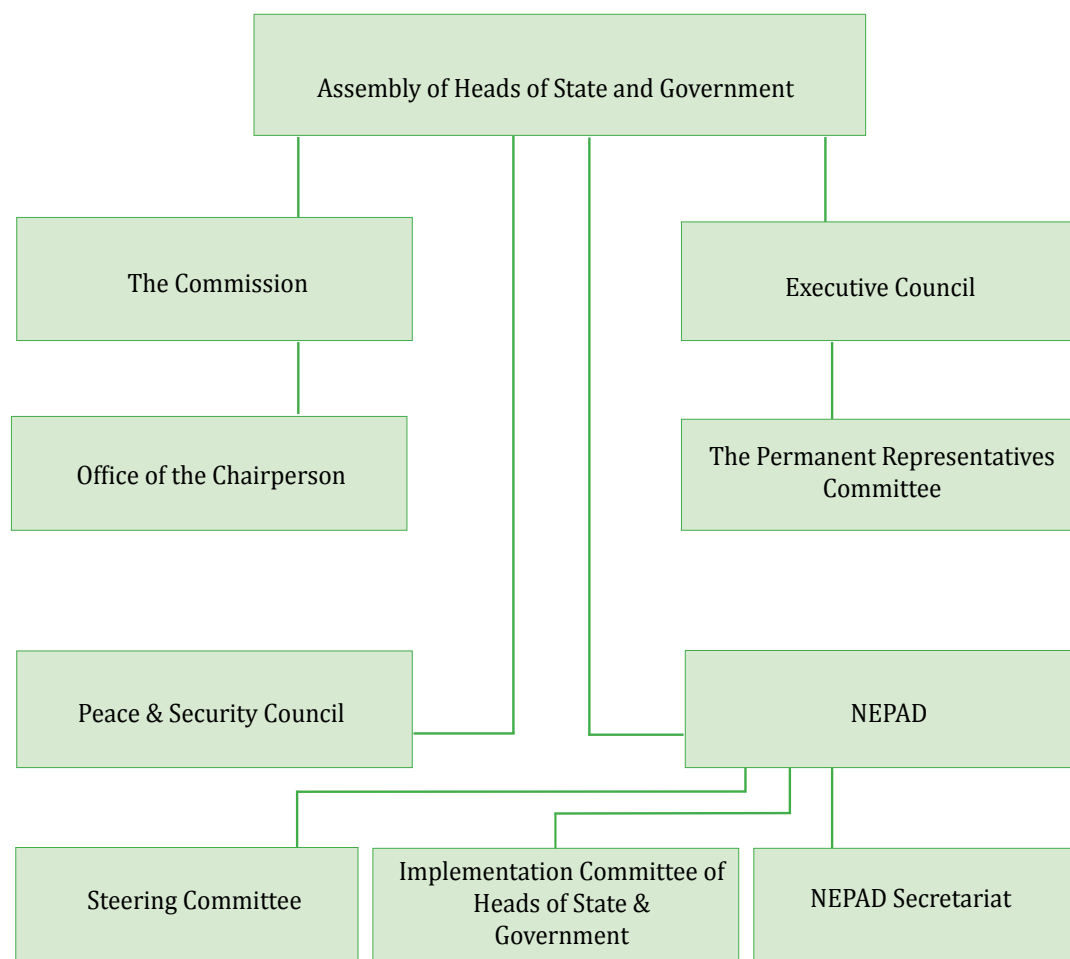 Assembly of Heads of State and Government
The Commission
Executive Council
Office of the Chairperson
The Permanent Representatives
Committee
Peace & Security Council
NEPAD
Steering Committee
Implementation Committee of
Heads of State &
Government
NEPAD Secretariat